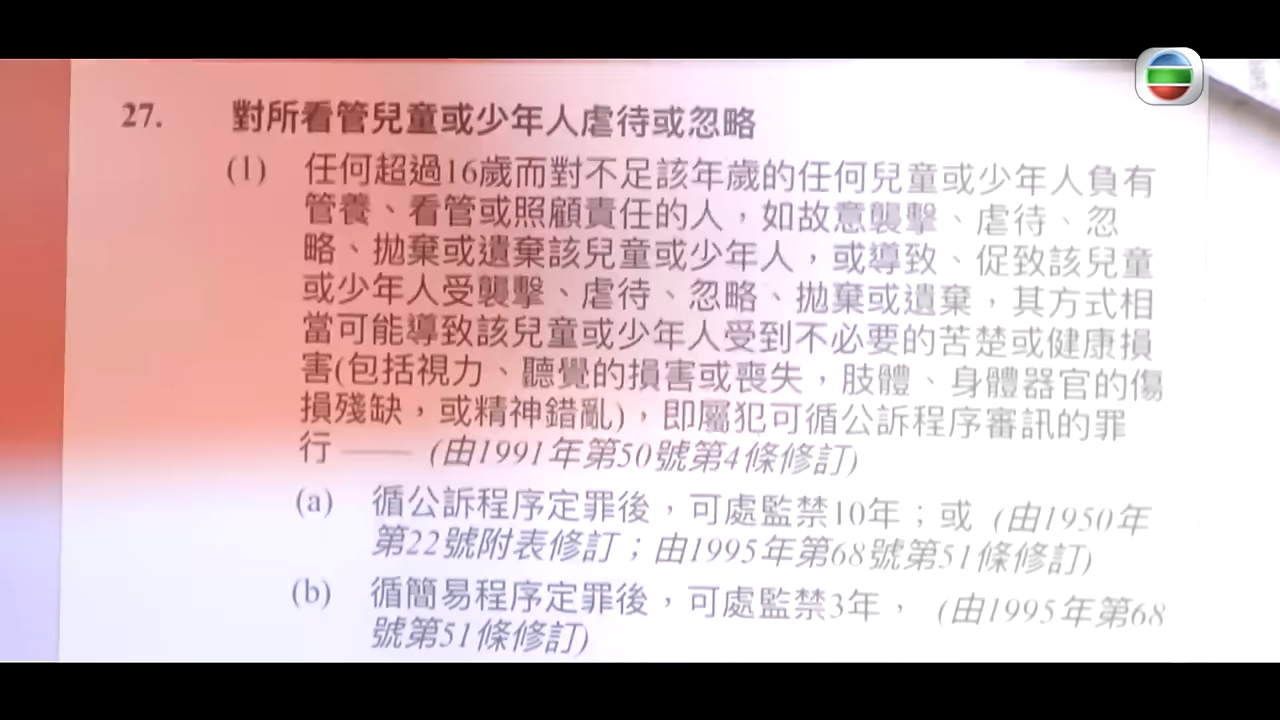 27. 對所看管兒童或少年人虐待或忽略
(1) 任何超過16歲而對不足該年歲的任何兒童或少年人負有
管養、看管或照顧責任的人，如故意襲擊、虐待、忽
略、拋棄或遺棄該兒童或少年人，或導致、促致該兒童
或少年人受襲擊、虐待、忽略、拋棄或遺棄，其方式相
當可能導致該兒童或少年人受到不必要的苦楚或健康損
害(包括視力、聽覺的損害或喪失，肢體、身體器官的傷
損殘缺，或精神錯亂)，即屬犯可循公訴程序審訊的罪
行 —— (由1991年第50號第4條修訂)
(a) 循公訴程序定罪後，可處監禁10年；或 (由1950年
第22號附表修訂；由1995年第68號第51條修訂)
(b) 循簡易程序定罪後，可處監禁3年， (由1995年第68
號第51條修訂)